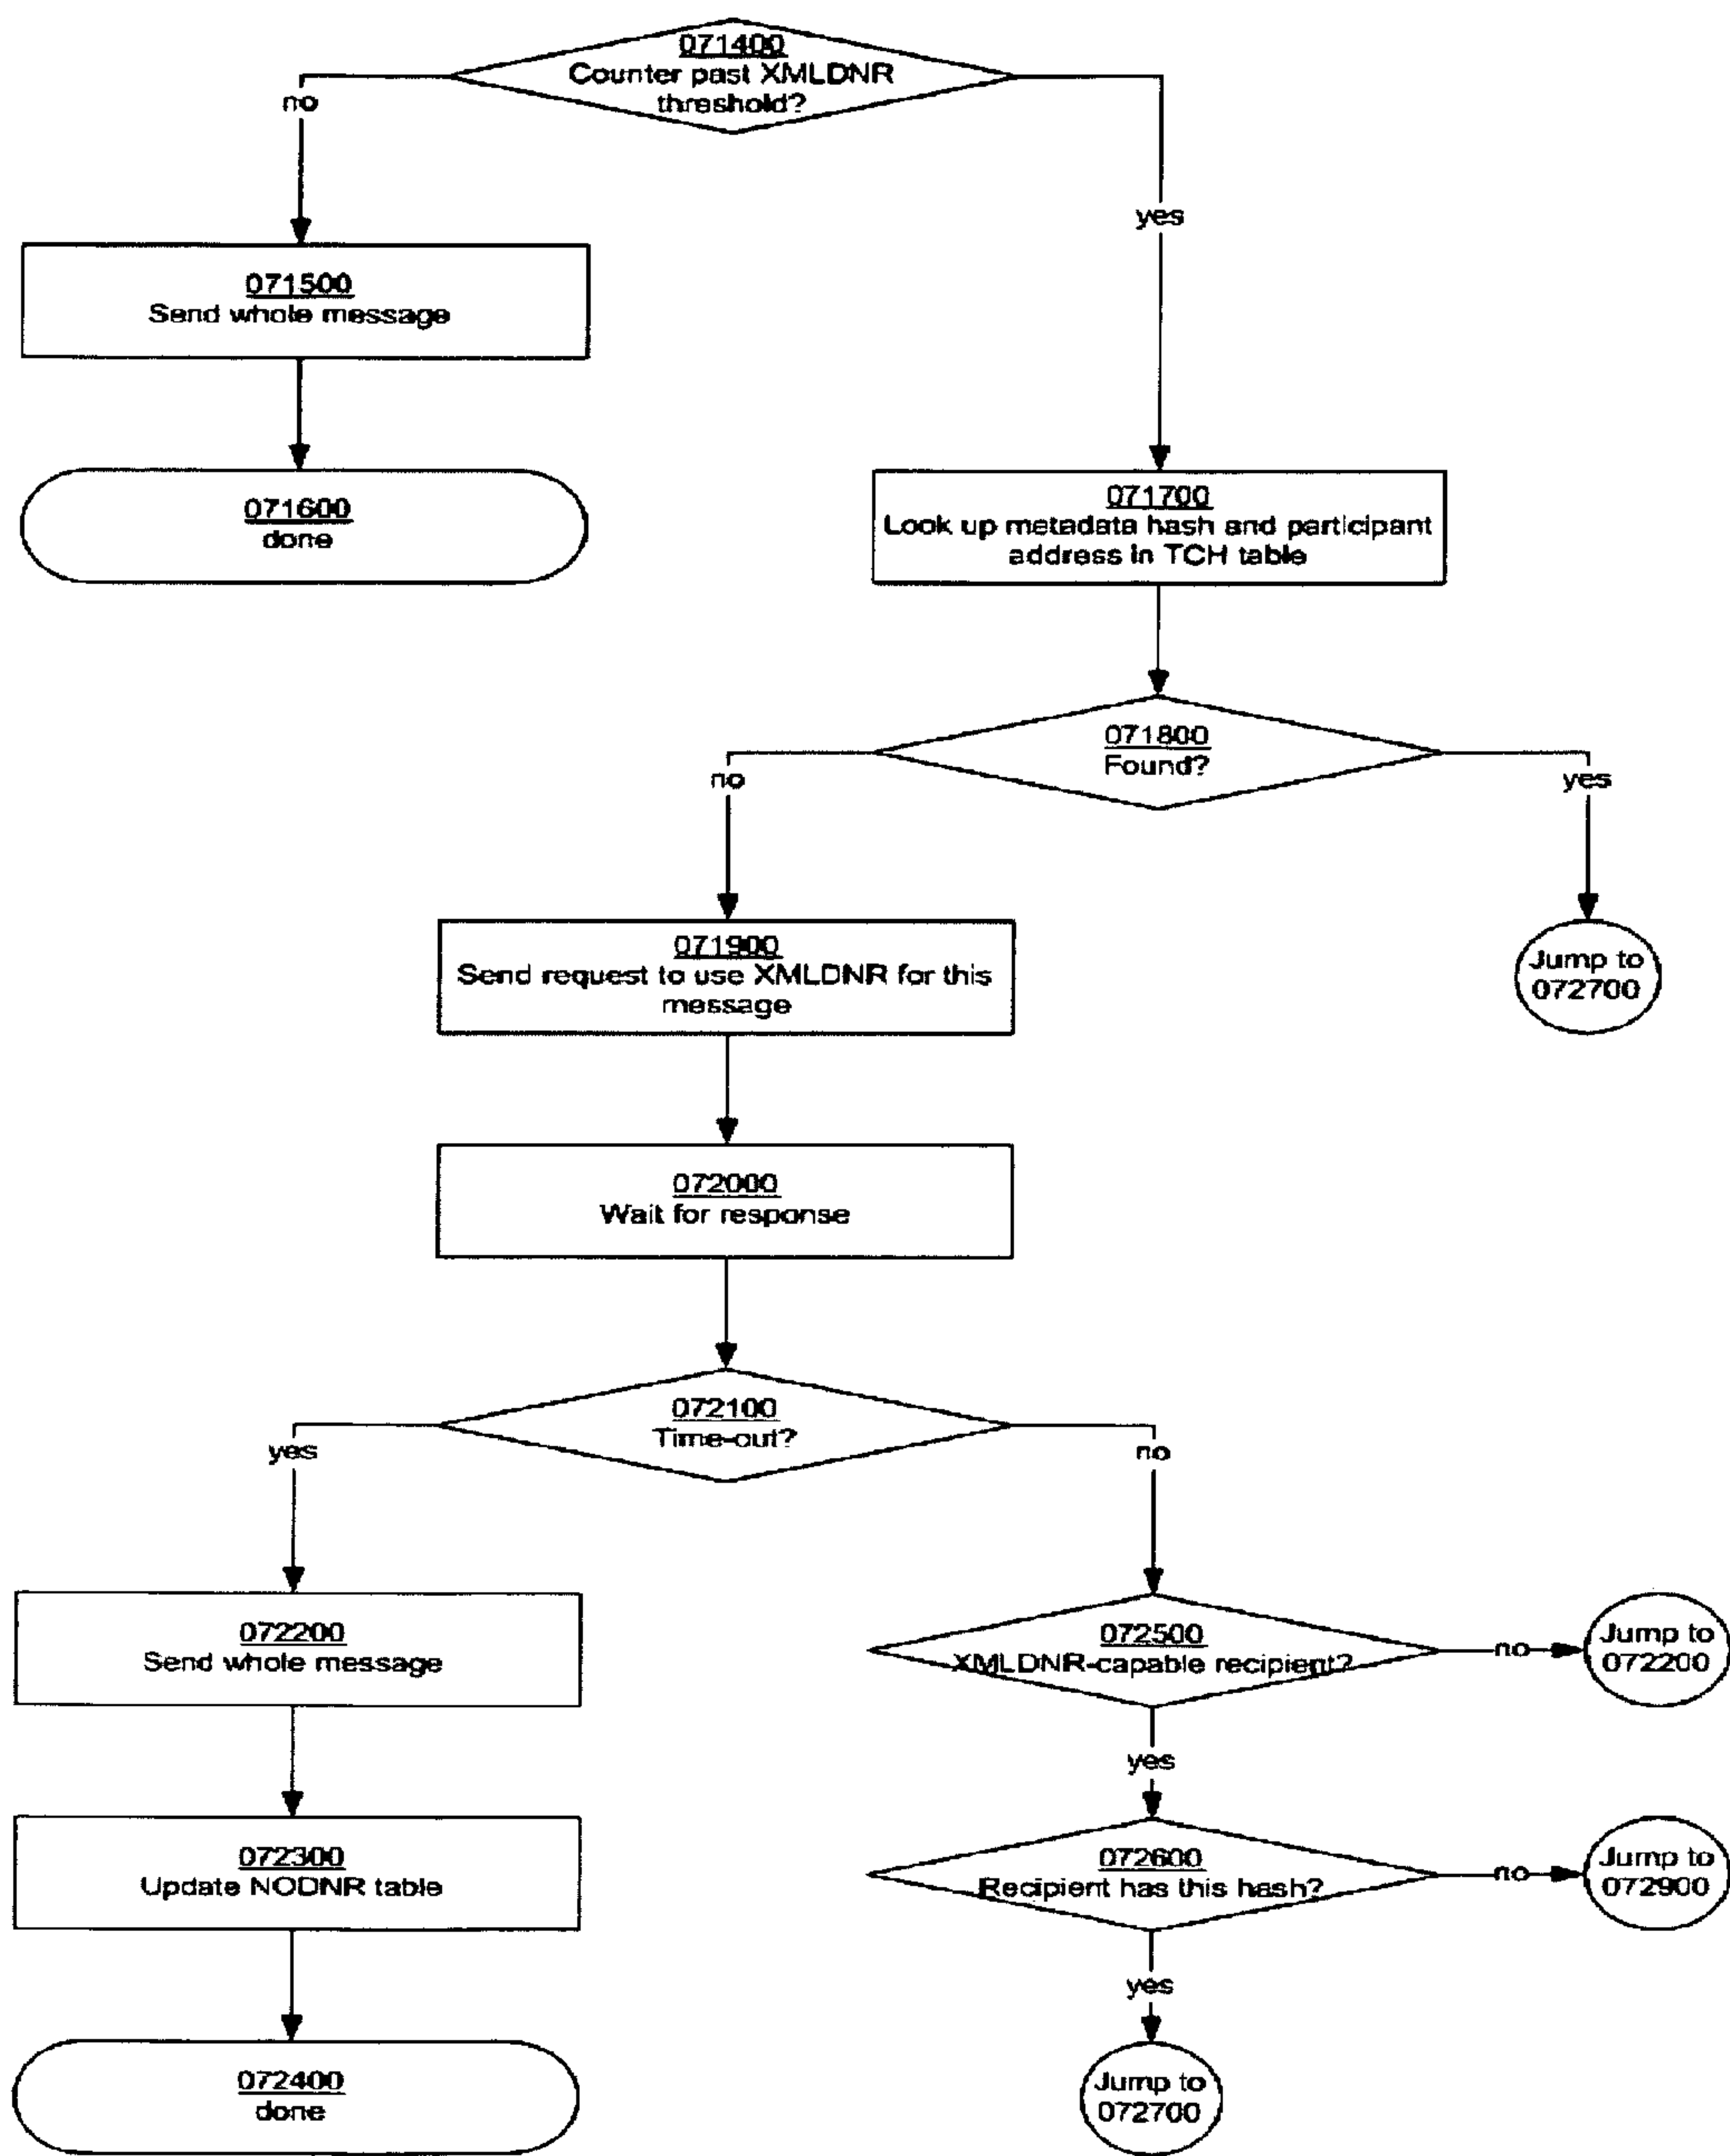 071400
Counter past XMLDNR
threshold?
no
yes
071500
Send whole message
071600
done
071700
Look up metadata hash and participant
address in TCH table
071800
Found?
no
yes
071900
Send request to use XMLDNR for this
message
Jump to
072700
072000
Wait for response
072100
Time-out?
yes
no
072200
Send whole message
072500
XMLDNR-capable recipient?
no
Jump to
072200
yes
072300
Update NODNR table
072600
Recipient has this hash?
no
Jump to
072900
yes
072400
done
Jump to
072700